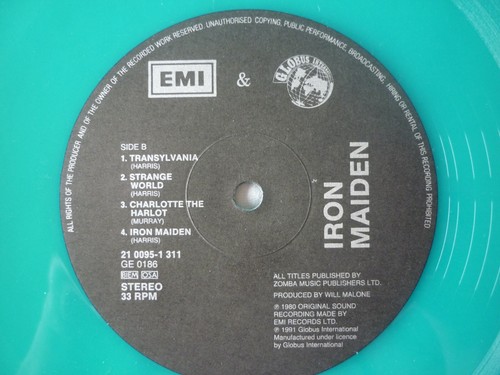 ALL RIGHTS OF THE PRODUCER AND OF THE OWNER OF THE RECORDED WORK RESERVED. UNAUTHORISED COPYING, PUBLIC PERFORMANCE, BROADCASTING, HIRING OR RENTAL OF THIS RECORDING PROHIBITED
EMI & GLOBUS INTERNATIONAL
SIDE B
1. TRANSYLVANIA
(HARRIS)
2. STRANGE
WORLD
(HARRIS)
3. CHARLOTTE THE
HARLOT
(MURRAY)
4. IRON MAIDEN
(HARRIS)
21 0095-1 311
GE 0186
BIEM OSA
STEREO
33 RPM
IRON
MAIDEN
ALL TITLES PUBLISHED BY
ZOMBA MUSIC PUBLISHERS LTD.
PRODUCED BY WILL MALONE
℗ 1980 ORIGINAL SOUND
RECORDING MADE BY
EMI RECORDS LTD.
℗ 1991 Globus International
Manufactured under licence
by Globus International